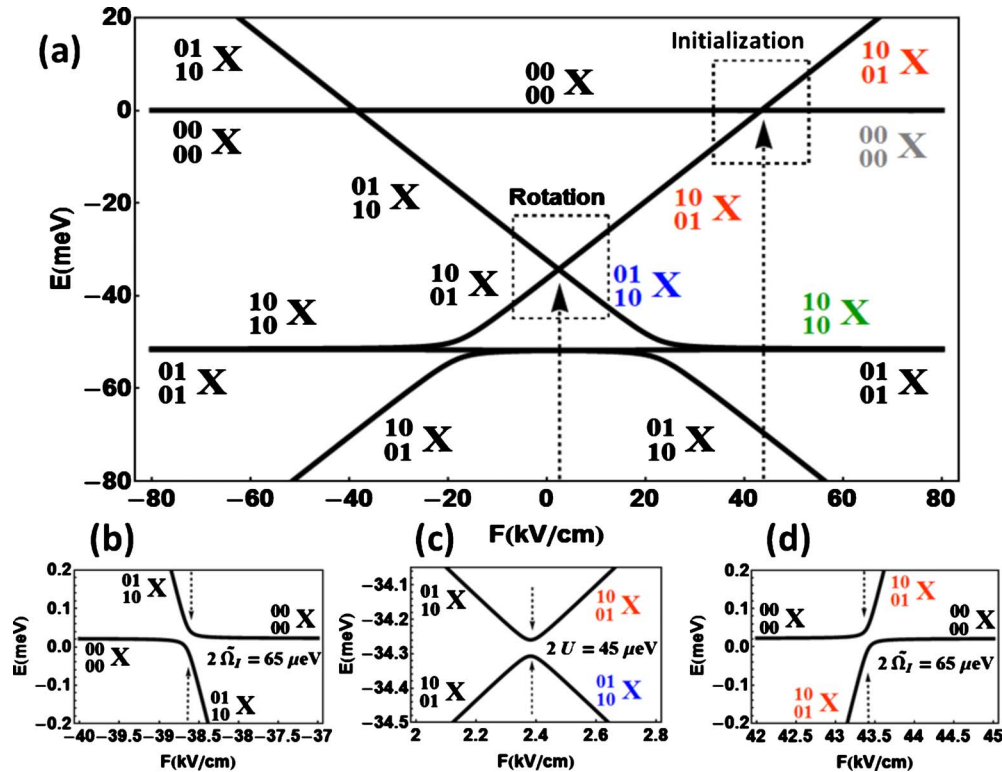 (a)
20
0
−20
−40
−60
−80
E(meV)
01
10 X
00
00 X
Initialization
10
01 X
00
00 X
00
00 X
01
10 X
Rotation
10
01 X
10
01 X
01
10 X
10
10 X
10
10 X
01
01 X
01
01 X
10
01 X
01
10 X
−80 −60 −40 −20 0 20 40 60 80
F(kV/cm)
(b)
0.2
0.1
0.0
−0.1
−0.2
E(meV)
01
10 X
00
00 X
00
00 X
2 Ω̃I = 65 μeV
01
10 X
−40 −39.5 −39 −38.5 −38 −37.5 −37
F(kV/cm)
(c)
−34.1
−34.2
−34.3
−34.4
−34.5
E(meV)
01
10 X
10
01 X
2 U = 45 μeV
10
01 X
01
10 X
2 2.2 2.4 2.6 2.8
F(kV/cm)
(d)
0.2
0.1
0.0
−0.1
−0.2
E(meV)
10
01 X
00
00 X
00
00 X
2 Ω̃I = 65 μeV
10
01 X
42 42.5 43 43.5 44 44.5 45
F(kV/cm)